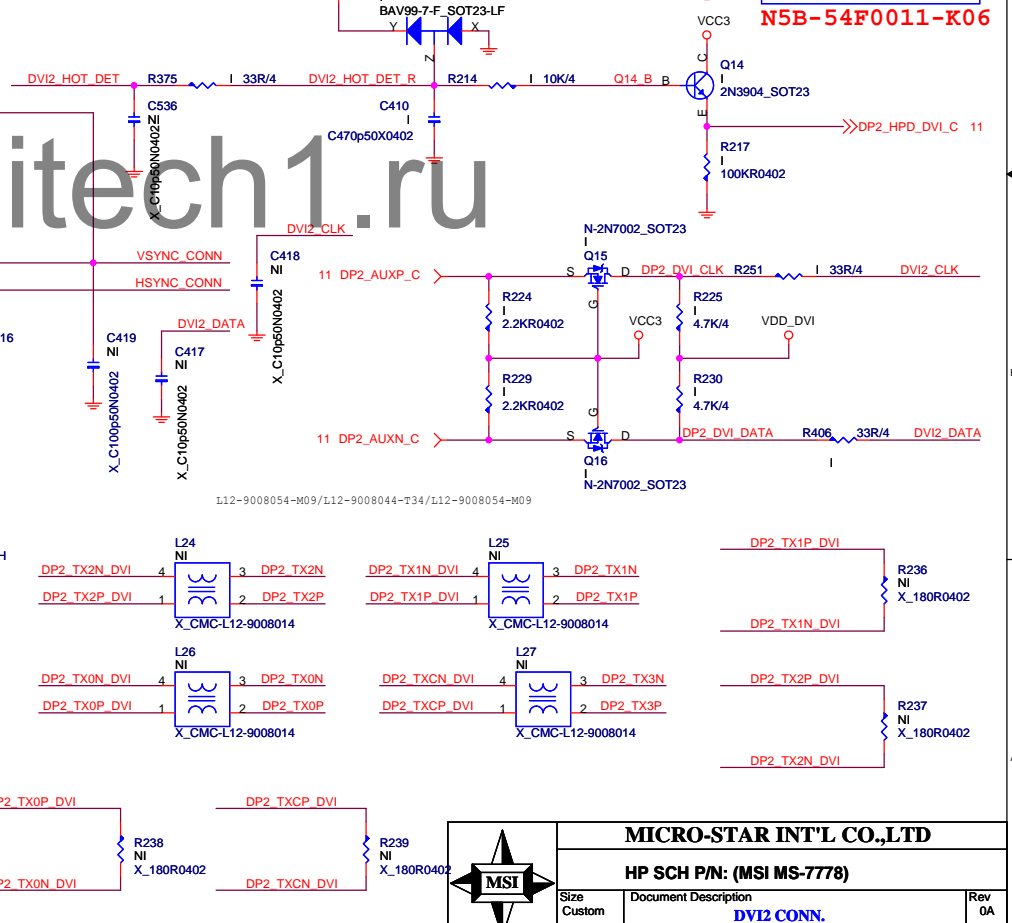 BAV99-7-F_SOT23-LF
Y
X
Z
N5B-54F0011-K06
VCC3
DVI2_HOT_DET
R375
I
33R/4
DVI2_HOT_DET_R
R214
I
10K/4
Q14_B
B
C
E
Q14
I
2N3904_SOT23
C536
NI
X_C10p50N0402
C410
I
C470p50X0402
DP2_HPD_DVI_C 11
R217
I
100KR0402
itech1.ru
VSYNC_CONN
HSYNC_CONN
DVI2_CLK
C418
NI
X_C10p50N0402
DVI2_DATA
16
C419
NI
X_C100p50N0402
C417
NI
X_C10p50N0402
N-2N7002_SOT23
I
Q15
11 DP2_AUXP_C
S
D
G
DP2_DVI_CLK
R251
I
33R/4
DVI2_CLK
R224
I
2.2KR0402
R225
I
4.7K/4
VCC3
VDD_DVI
R229
I
2.2KR0402
R230
I
4.7K/4
11 DP2_AUXN_C
S
D
G
DP2_DVI_DATA
R406
33R/4
I
DVI2_DATA
Q16
I
N-2N7002_SOT23
L12-9008054-M09/L12-9008044-T34/L12-9008054-M09
H
L24
NI
DP2_TX2N_DVI 4 3 DP2_TX2N
DP2_TX2P_DVI 1 2 DP2_TX2P
X_CMC-L12-9008014
L25
NI
DP2_TX1N_DVI 4 3 DP2_TX1N
DP2_TX1P_DVI 1 2 DP2_TX1P
X_CMC-L12-9008014
DP2_TX1P_DVI
R236
NI
X_180R0402
DP2_TX1N_DVI
L26
NI
DP2_TX0N_DVI 4 3 DP2_TX0N
DP2_TX0P_DVI 1 2 DP2_TX0P
X_CMC-L12-9008014
L27
NI
DP2_TXCN_DVI 4 3 DP2_TX3N
DP2_TXCP_DVI 1 2 DP2_TX3P
X_CMC-L12-9008014
DP2_TX2P_DVI
R237
NI
X_180R0402
DP2_TX2N_DVI
P2_TX0P_DVI
R238
NI
X_180R0402
P2_TX0N_DVI
DP2_TXCP_DVI
R239
NI
X_180R0402
DP2_TXCN_DVI
MSI
MICRO-STAR INT'L CO.,LTD
HP SCH P/N: (MSI MS-7778)
Size
Custom
Document Description
DVI2 CONN.
Rev
0A